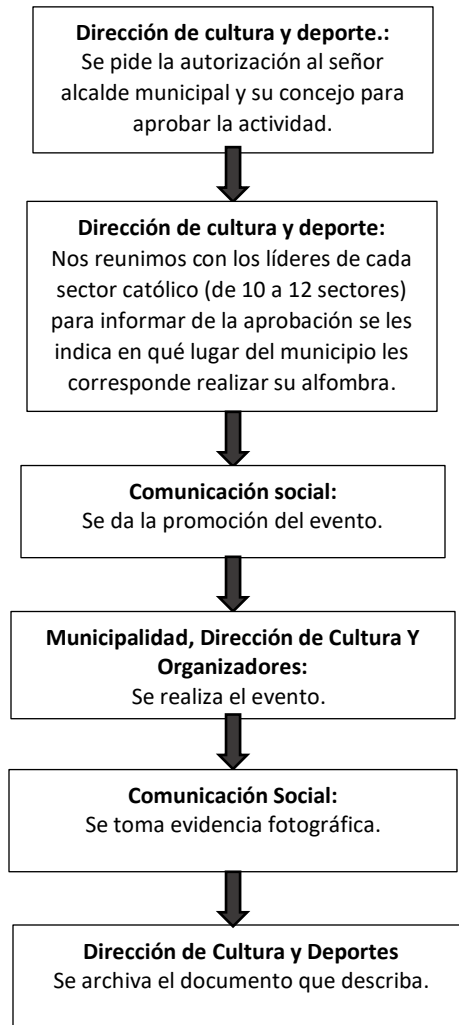 Dirección de cultura y deporte.:
Se pide la autorización al señor
alcalde municipal y su concejo para
aprobar la actividad.
Dirección de cultura y deporte:
Nos reunimos con los líderes de cada
sector católico (de 10 a 12 sectores)
para informar de la aprobación se les
indica en qué lugar del municipio les
corresponde realizar su alfombra.
Comunicación social:
Se da la promoción del evento.
Municipalidad, Dirección de Cultura Y
Organizadores:
Se realiza el evento.
Comunicación Social:
Se toma evidencia fotográfica.
Dirección de Cultura y Deportes
Se archiva el documento que describa.